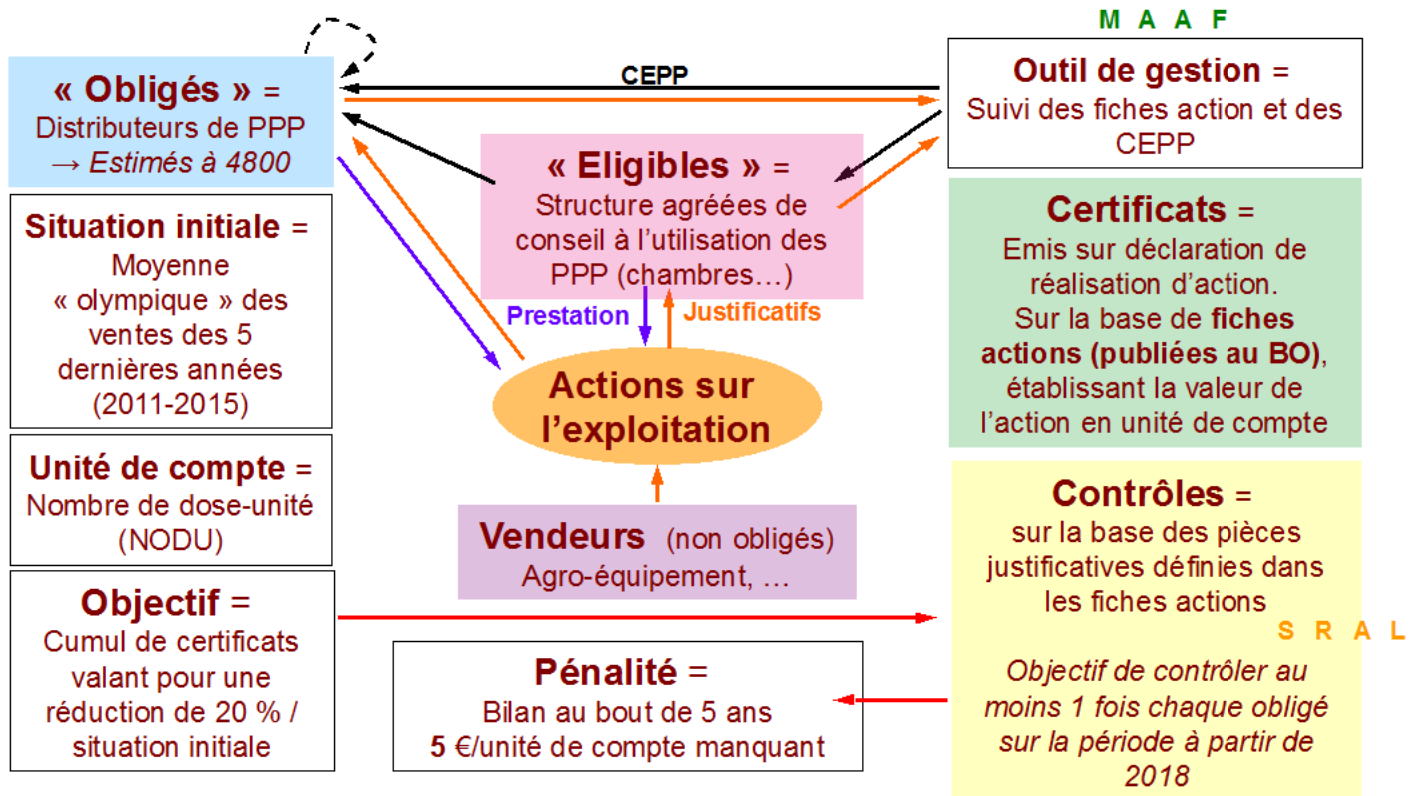 M A A F
« Obligés » =
Distributeurs de PPP
→ Estimés à 4800
CEPP
Outil de gestion =
Suivi des fiches action et des
CEPP
« Eligibles » =
Structure agréées de
conseil à l'utilisation des
PPP (chambres…)
Situation initiale =
Moyenne
« olympique » des
ventes des 5
dernières années
(2011-2015)
Certificats =
Emis sur déclaration de
réalisation d'action.
Sur la base de fiches
actions (publiées au BO),
établissant la valeur de
l'action en unité de compte
Prestation
Justificatifs
Actions sur
l'exploitation
Unité de compte =
Nombre de dose-unité
(NODU)
Vendeurs (non obligés)
Agro-équipement, …
Contrôles =
sur la base des pièces
justificatives définies dans
les fiches actions
S R A L
Objectif de contrôler au
moins 1 fois chaque obligé
sur la période à partir de
2018
Objectif =
Cumul de certificats
valant pour une
réduction de 20 % /
situation initiale
Pénalité =
Bilan au bout de 5 ans
5 €/unité de compte manquant